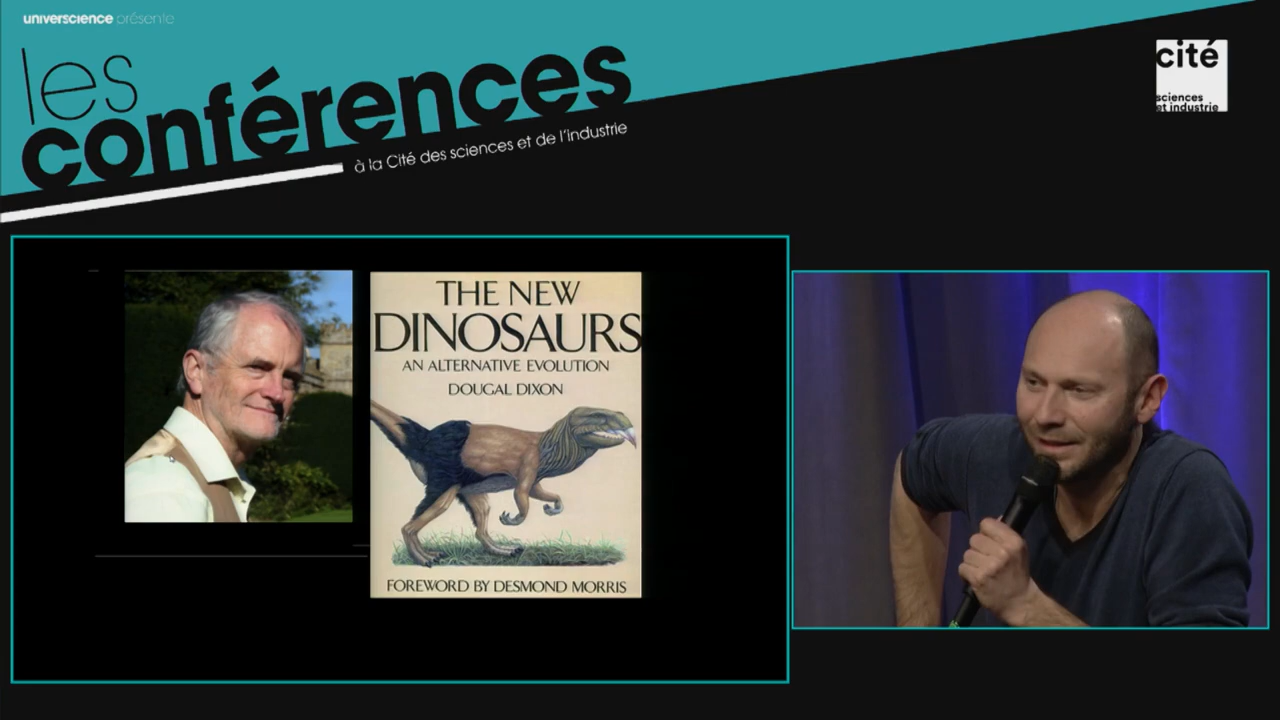 universcience présente
les
conférences
à la Cité des sciences et de l'industrie
cité
sciences
et industrie
THE NEW
DINOSAURS
AN ALTERNATIVE EVOLUTION
DOUGAL DIXON
FOREWORD BY DESMOND MORRIS